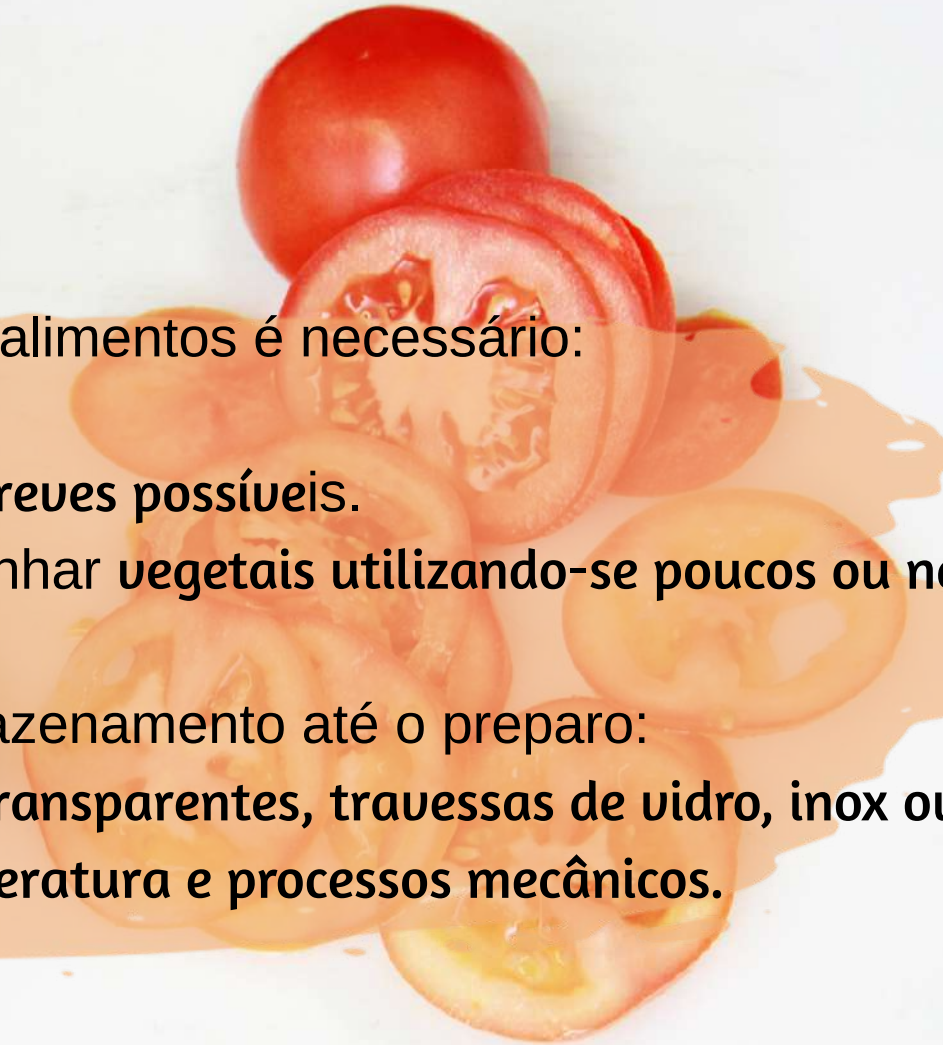 alimentos é necessário:
reves possíveis.
nhar vegetais utilizando-se poucos ou
azenamento até o preparo:
ransparentes, travessas de vidro, inox
eratura e processos mecânicos.